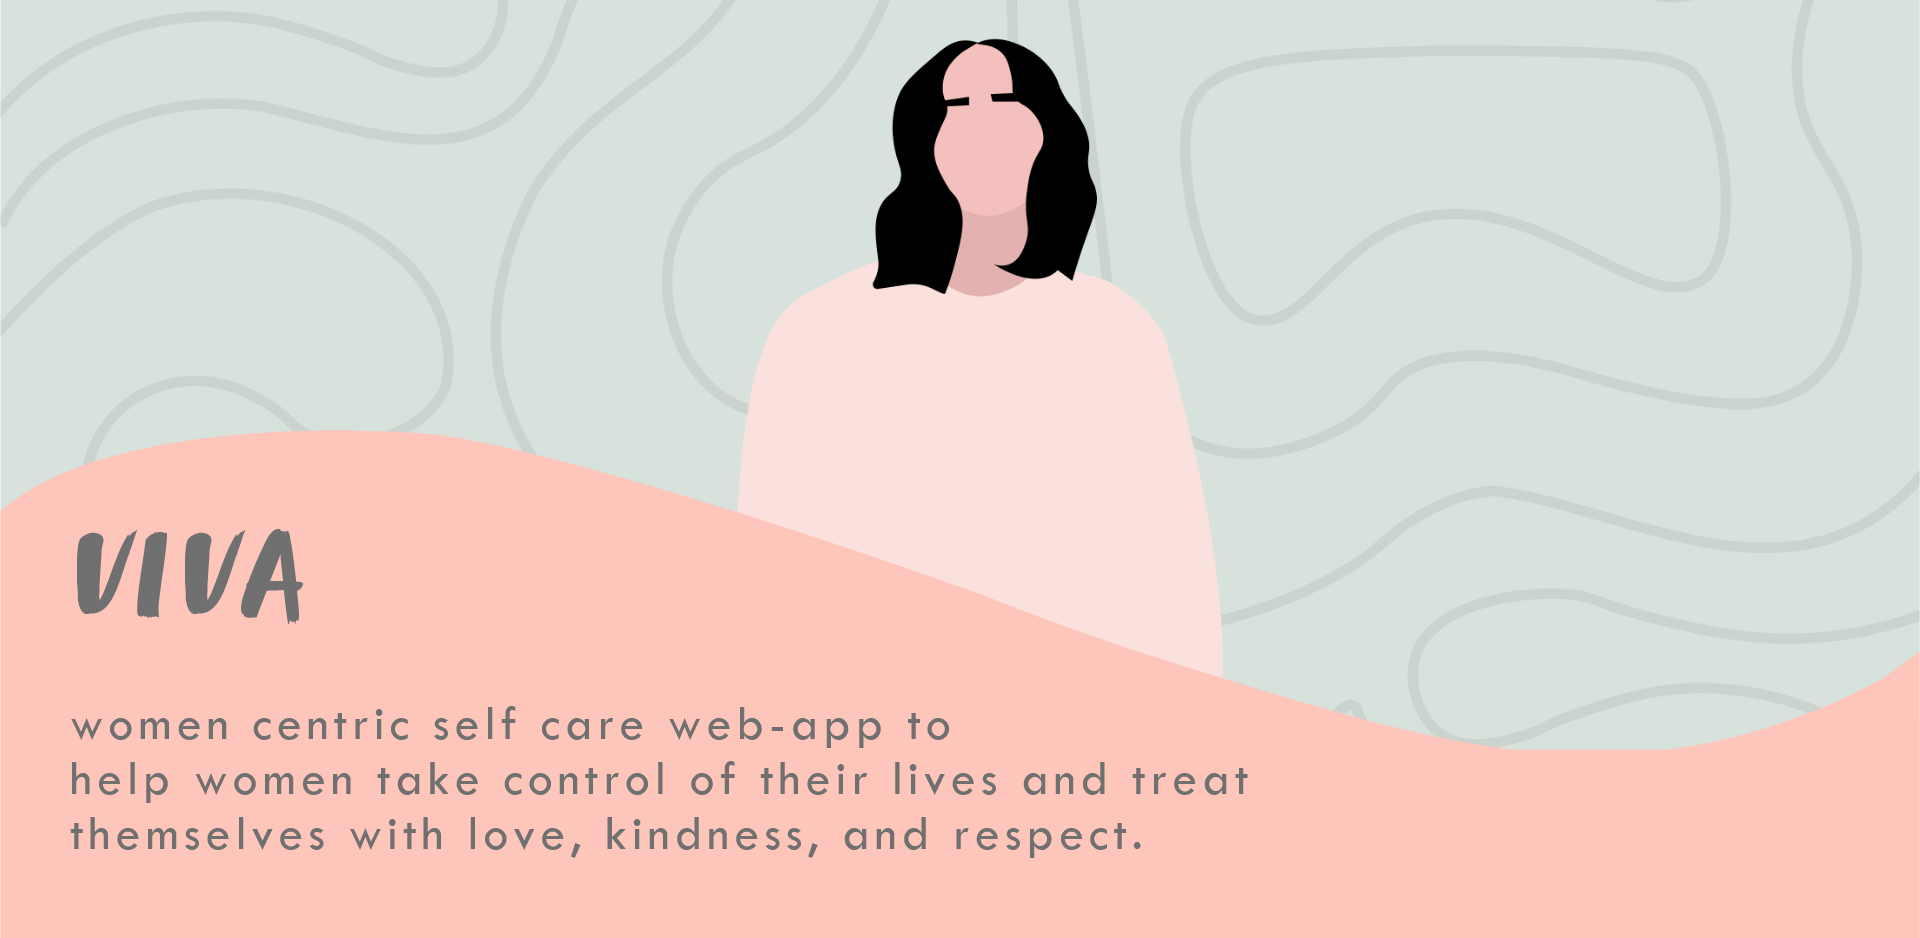 VIVA
women centric self care web-app to
help women take control of their lives and treat
themselves with love, kindness, and respect.